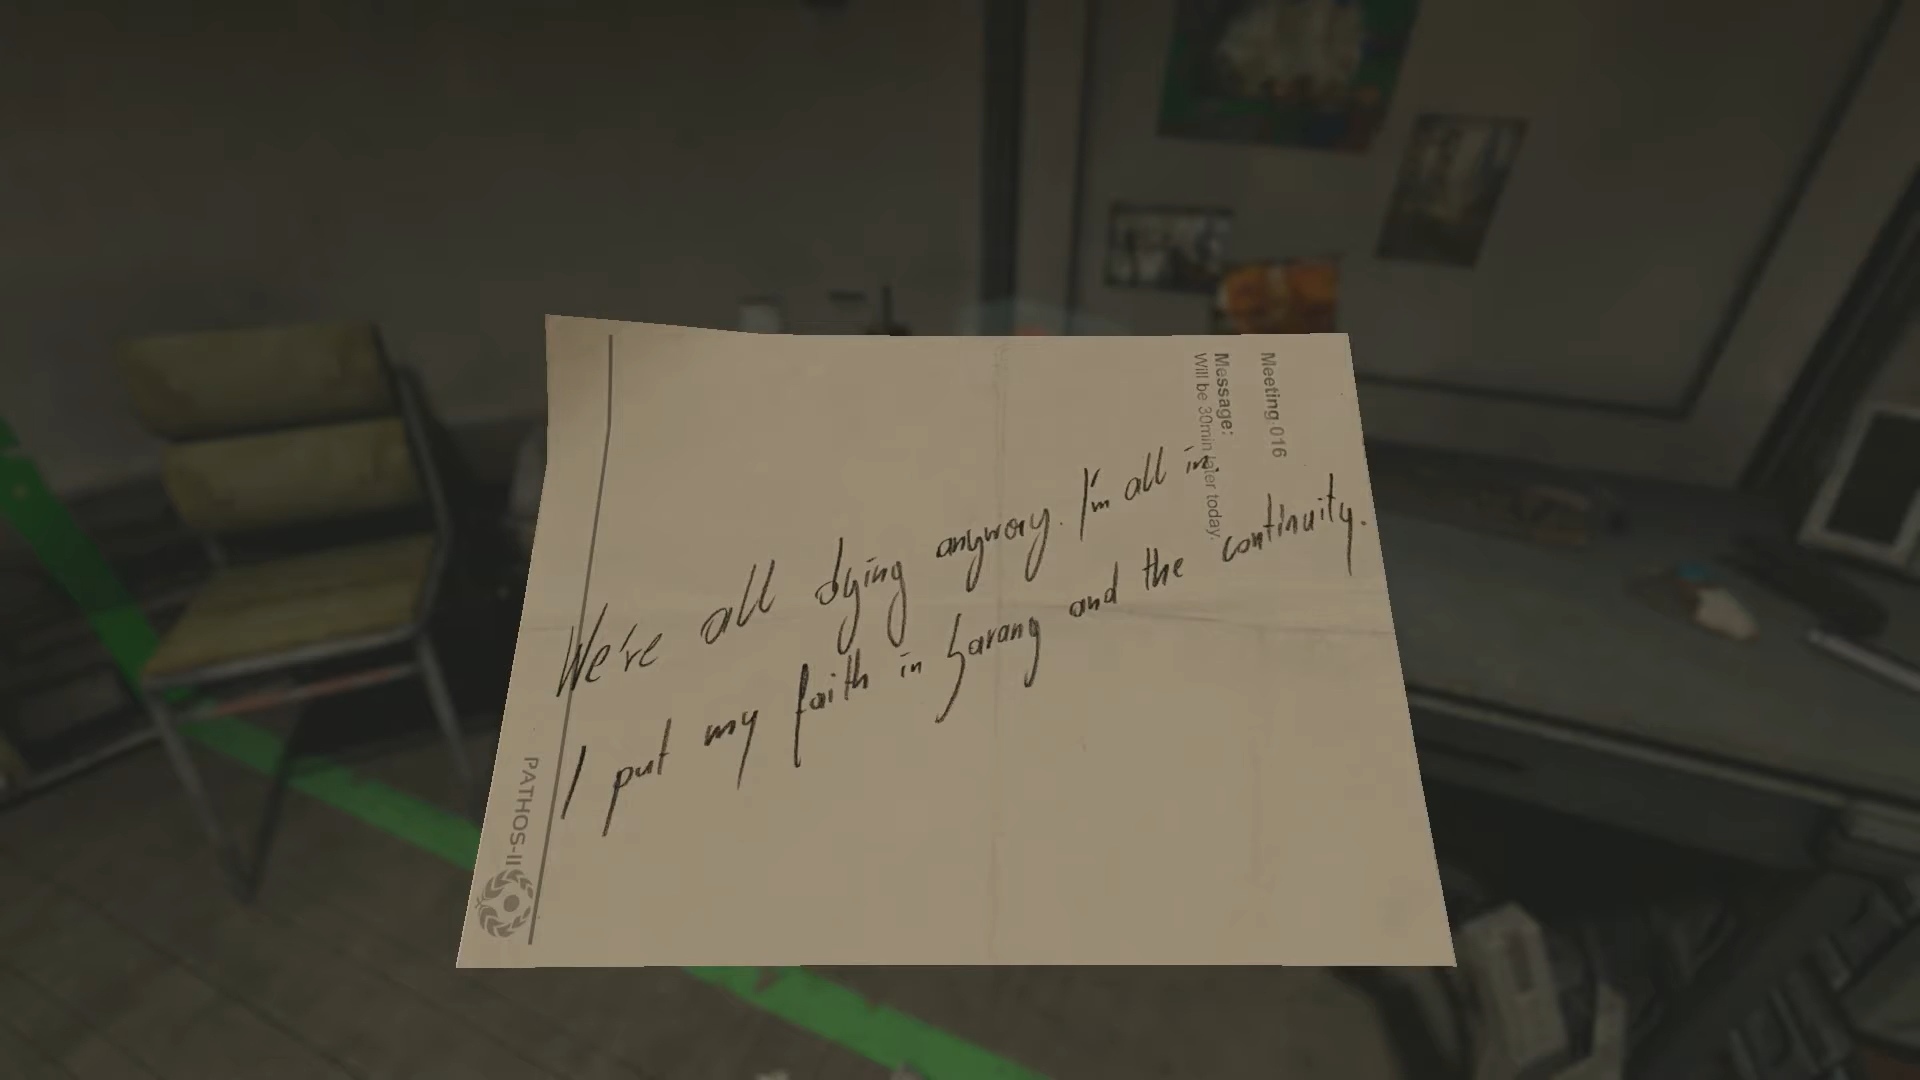 Meeting 016
Message:
Will be 30min later today.
We're all dying anyway. I'm all in.
I put my faith in Sarang and the continuity.
PATHOS-II